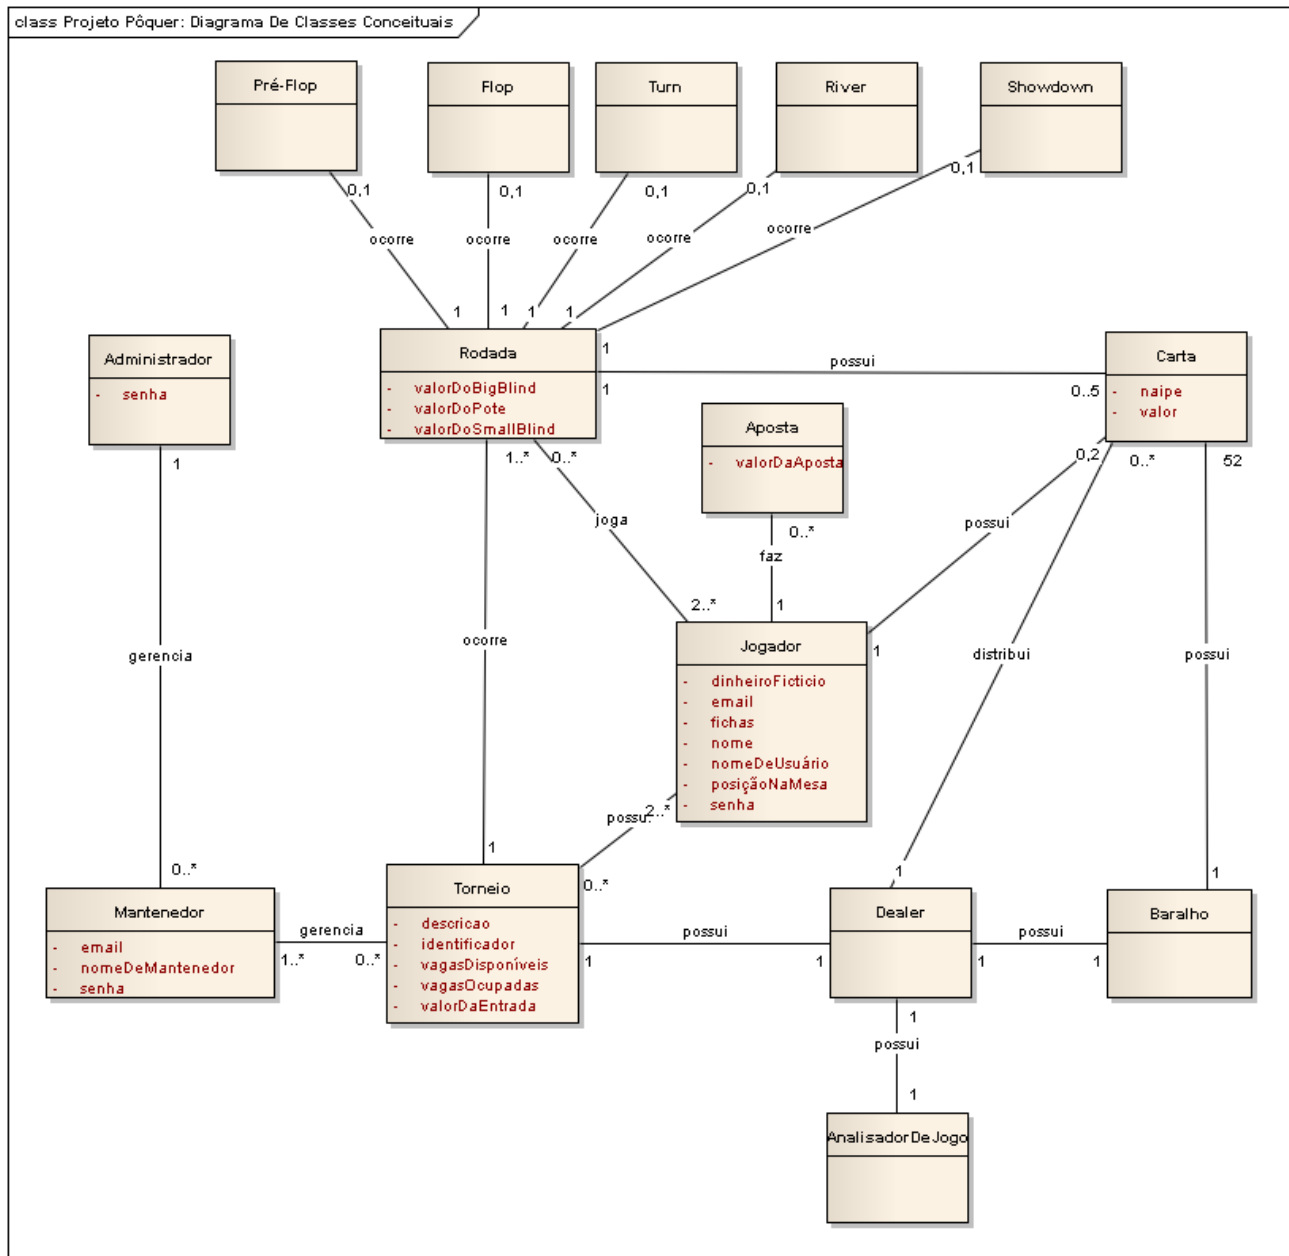 class Projeto Pôquer: Diagrama De Classes Conceituais
Pré-Flop
Flop
Turn
River
Showdown
0,1
0,1
0,1
0,1
0,1
ocorre
ocorre
ocorre
ocorre
ocorre
1
1
1
1
1
Administrador
- senha
1
Rodada
- valorDoBigBlind
- valorDoPote
- valorDoSmallBlind
1
possui
0..5
Carta
- naipe
- valor
1..*
0..*
Aposta
- valorDaAposta
0..*
0,2
0..*
52
joga
faz
possui
2..*
1
gerencia
ocorre
Jogador
- dinheiroFicticio
- email
- fichas
- nome
- nomeDeUsuário
- posiçãoNaMesa
- senha
1
distribui
possui
2..*
1
0..*
0..*
1
1
Mantenedor
- email
- nomeDeMantenedor
- senha
gerencia
1..*
0..*
Torneio
- descricao
- identificador
- vagasDisponíveis
- vagasOcupadas
- valorDaEntrada
possui
1
1
Dealer
possui
1
1
Baralho
1
possui
1
AnalisadorDeJogo